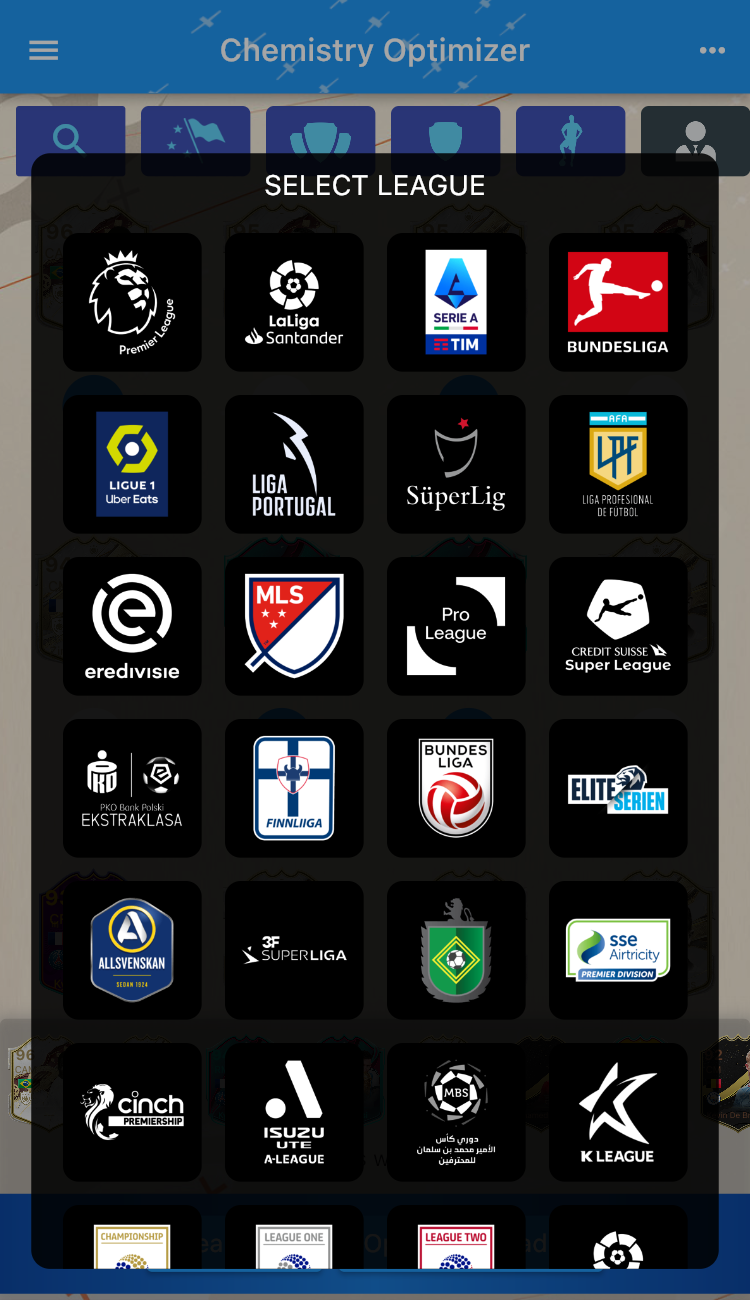 Chemistry Optimizer
SELECT LEAGUE
Premier League
LaLiga
Santander
SERIE A
TIM
BUNDESLIGA
LIGUE 1
Uber Eats
LIGA
PORTUGAL
SüperLig
AFA
LPF
LIGA PROFESIONAL
DE FÚTBOL
eredivisie
MLS
Pro
League
CREDIT SUISSE
Super League
PKO Bank Polski
EKSTRAKLASA
FINNLIIGA
BUNDES
LIGA
ELITE
SERIEN
A
ALLSVENSKAN
SEDAN 1924
3F
SUPERLIGA
sse
Airtricity
PREMIER DIVISION
cinch
PREMIERSHIP
ISUZU
UTE
A-LEAGUE
MBS
دوري كأس
الأمير محمد بن سلمان
للمحترفين
K LEAGUE
CHAMPIONSHIP
LEAGUE ONE
LEAGUE TWO